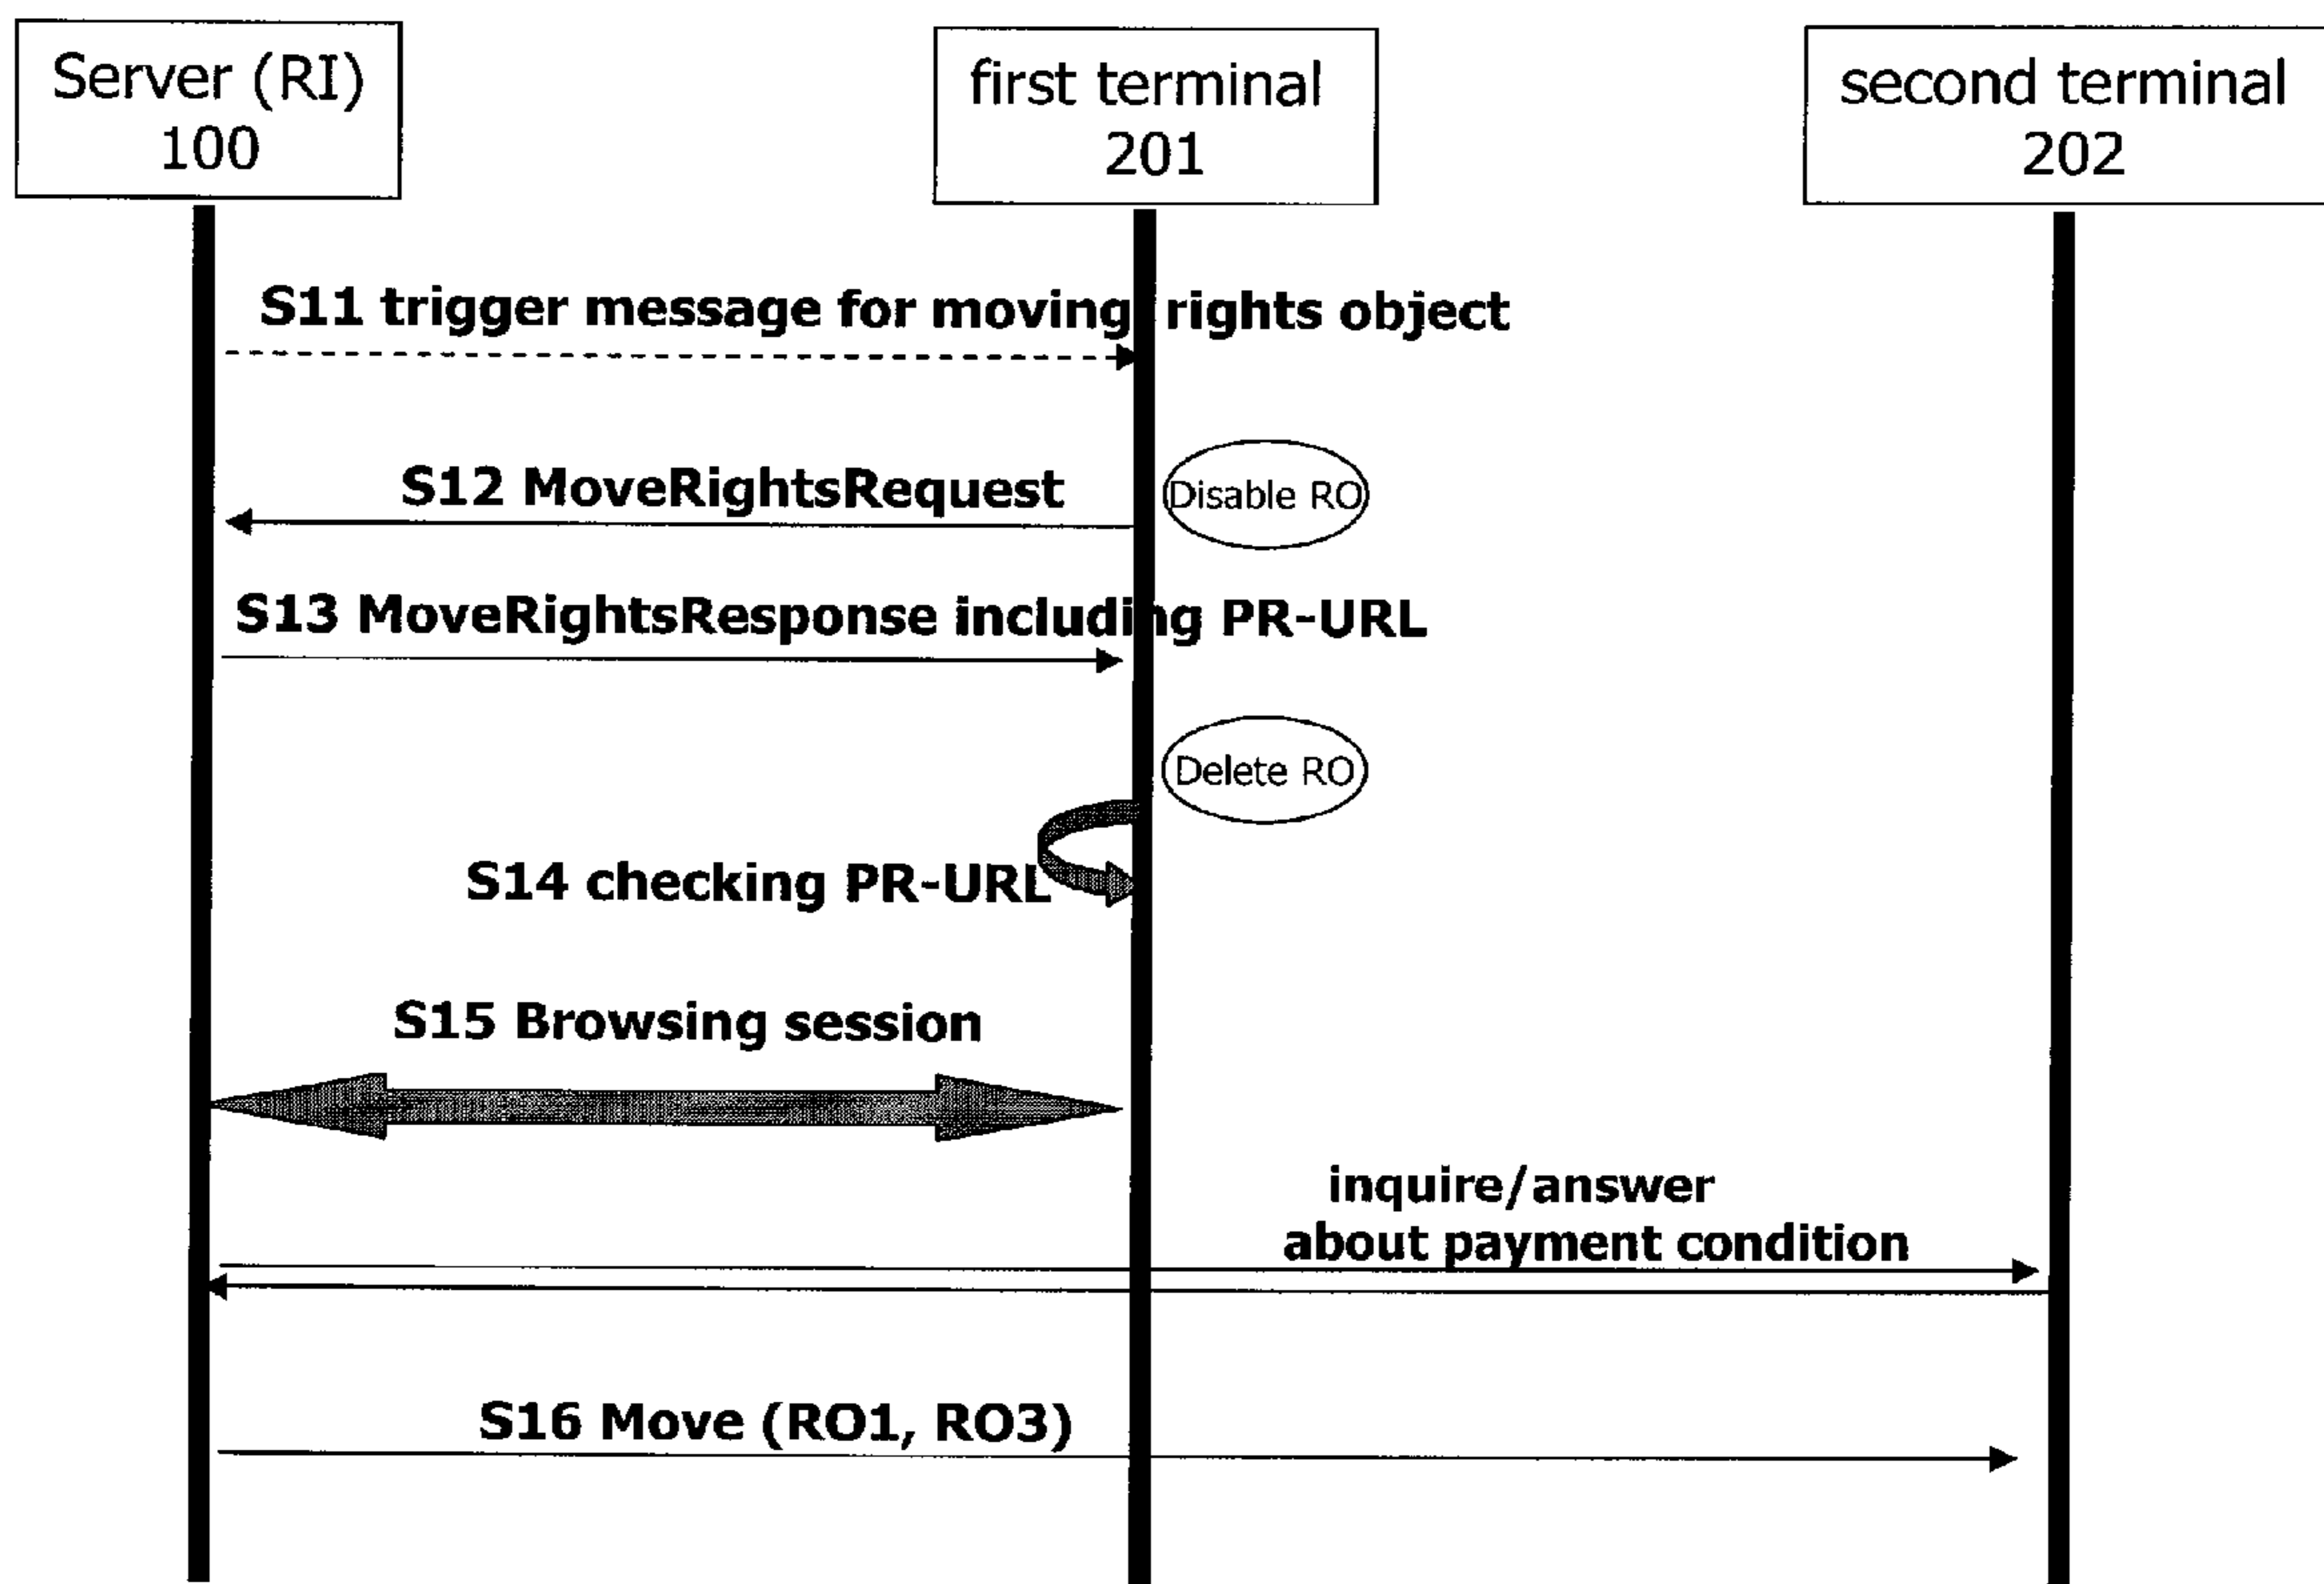 Server (RI)
100
first terminal
201
second terminal
202
S11 trigger message for moving rights object
S12 MoveRightsRequest
Disable RO
S13 MoveRightsResponse including PR-URL
Delete RO
S14 checking PR-URL
S15 Browsing session
inquire/answer
about payment condition
S16 Move (RO1, RO3)